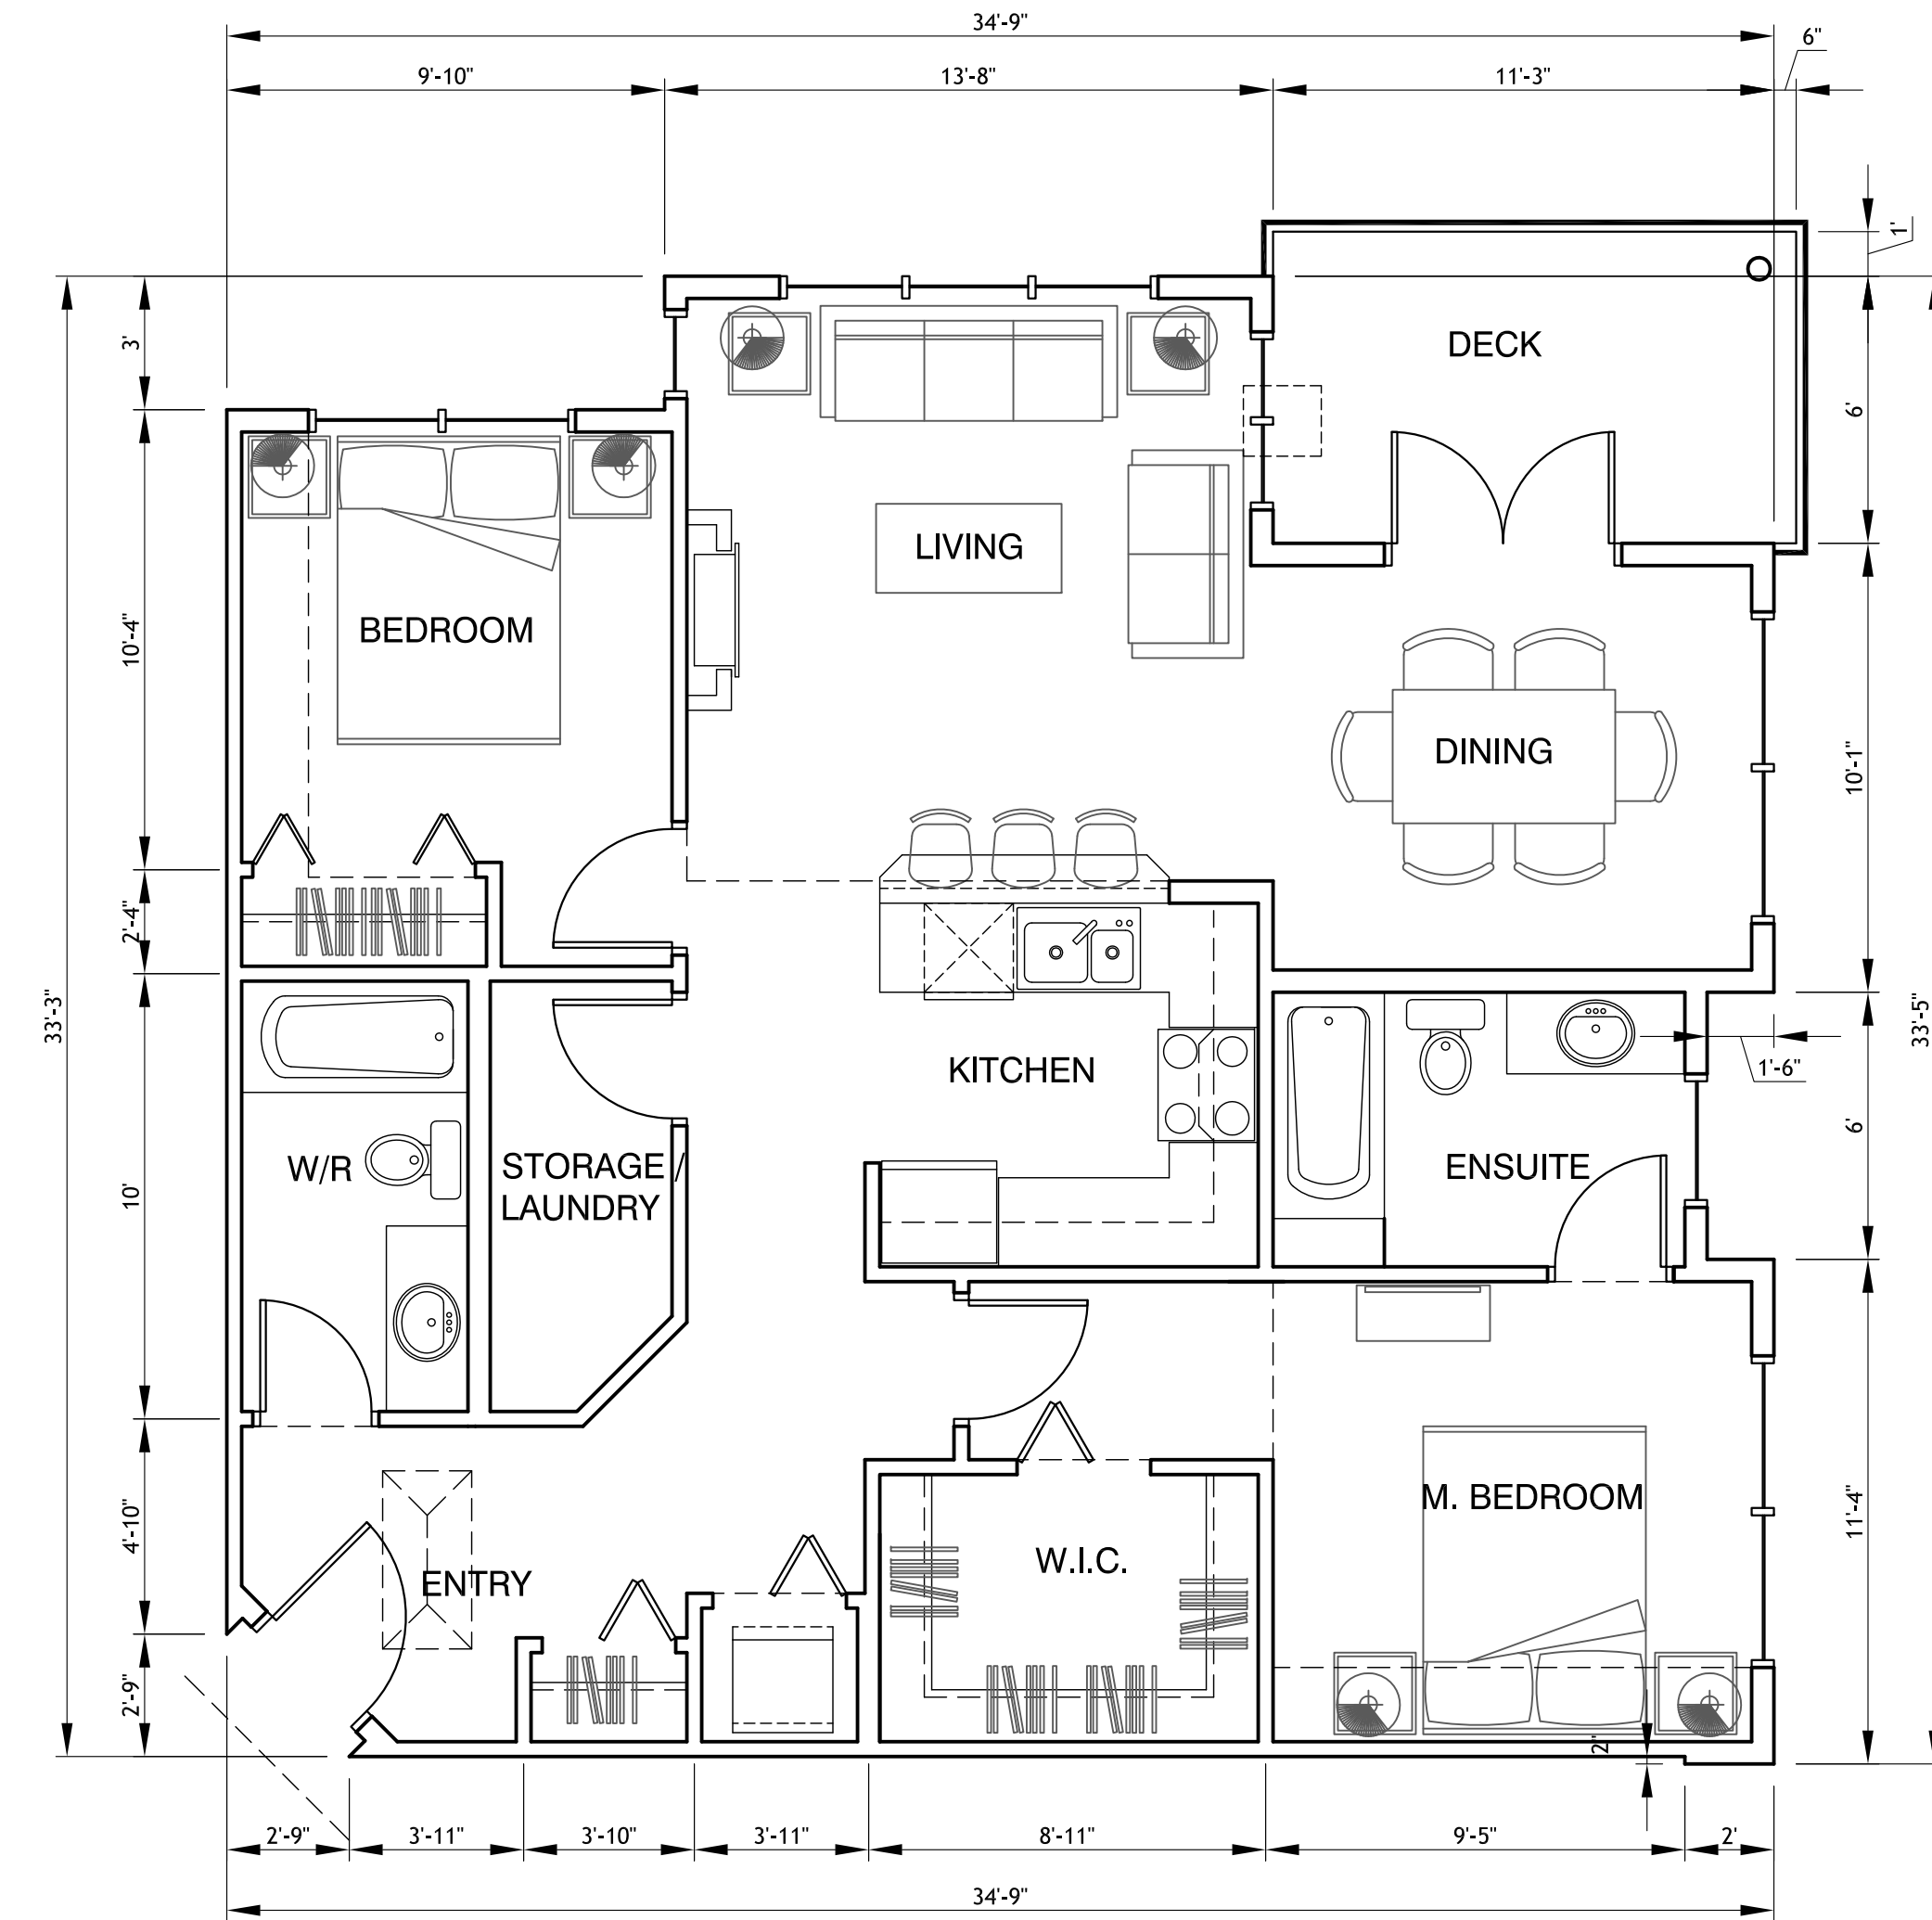 34'-9"
6"
9'-10"
13'-8"
11'-3"
1'
3'
DECK
6'
LIVING
BEDROOM
10'-4"
DINING
10'-1"
2'-4"
33'-3"
33'-5"
KITCHEN
1'-6"
6'
W/R
STORAGE /
LAUNDRY
ENSUITE
10'
M. BEDROOM
11'-4"
4'-10"
W.I.C.
ENTRY
2'-9"
2"
2'-9"
3'-11"
3'-10"
3'-11"
8'-11"
9'-5"
2'
34'-9"